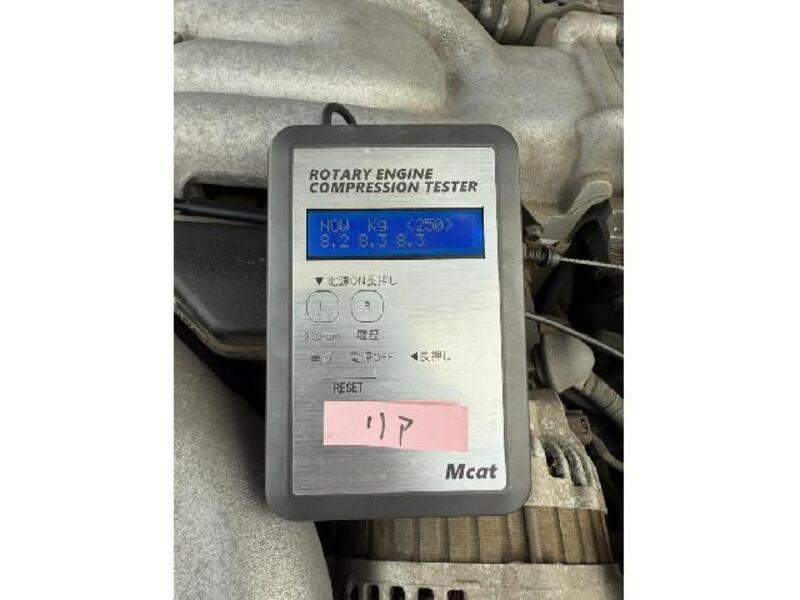 ROTARY ENGINE
COMPRESSION TESTER
NOW Kg <250>
8.2 8.3 8.3
▼電源ON長押し
L R
250rpm 履歴
単位 電源OFF ◀長押し
RESET
リア
Mcat